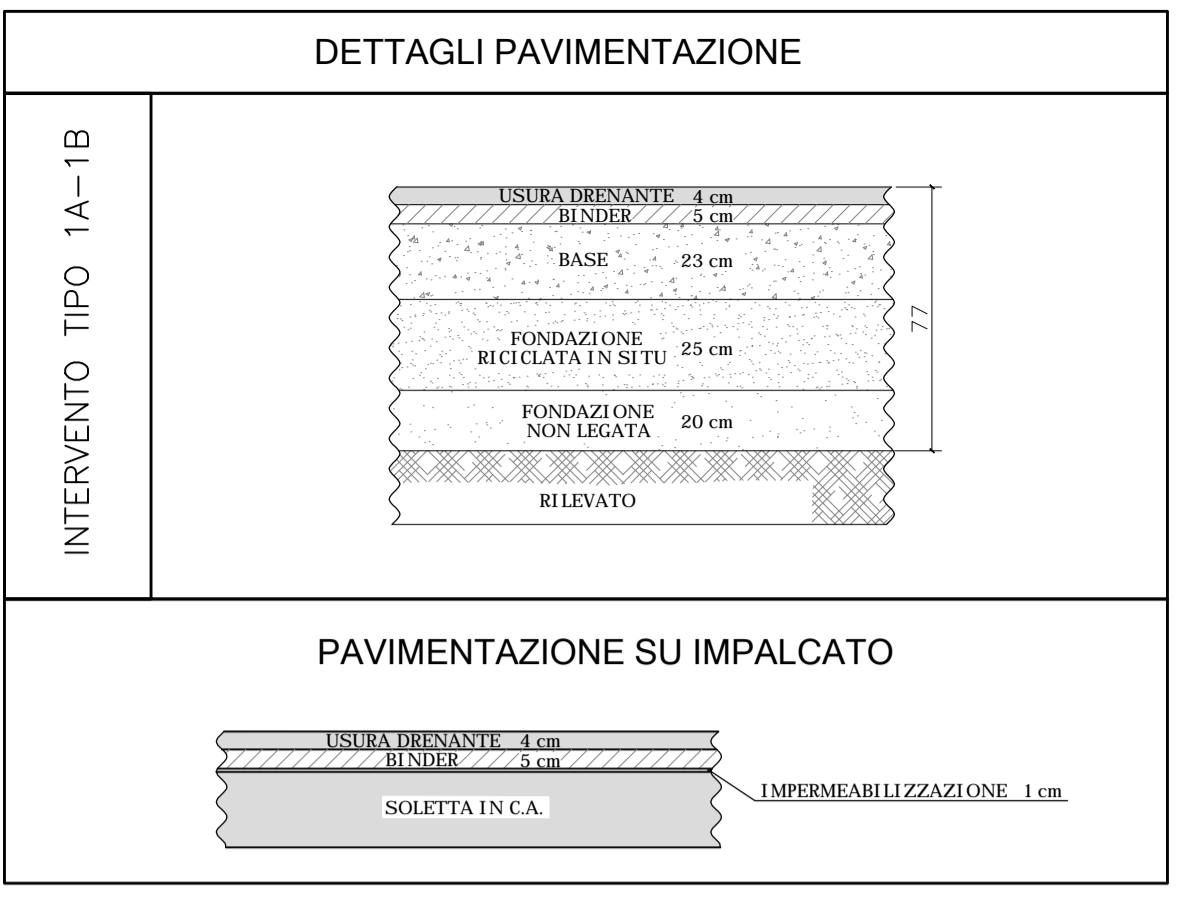 DETTAGLI PAVIMENTAZIONE
INTERVENTO TIPO 1A-1B
USURA DRENANTE 4 cm
BINDER 5 cm
BASE 23 cm
FONDAZIONE
RICICLATA IN SITU 25 cm
FONDAZIONE
NON LEGATA 20 cm
77
RILEVATO
PAVIMENTAZIONE SU IMPALCATO
USURA DRENANTE 4 cm
BINDER 5 cm
IMPERMEABILIZZAZIONE 1 cm
SOLETTA IN C.A.